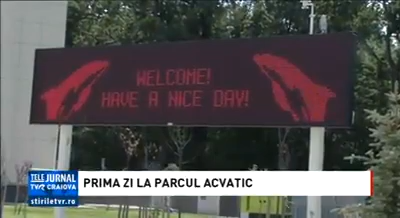 WELCOME!
HAVE A NICE DAY!
TELE JURNAL
TVR CRAIOVA
PRIMA ZI LA PARCUL ACVATIC
stiriletvr.ro